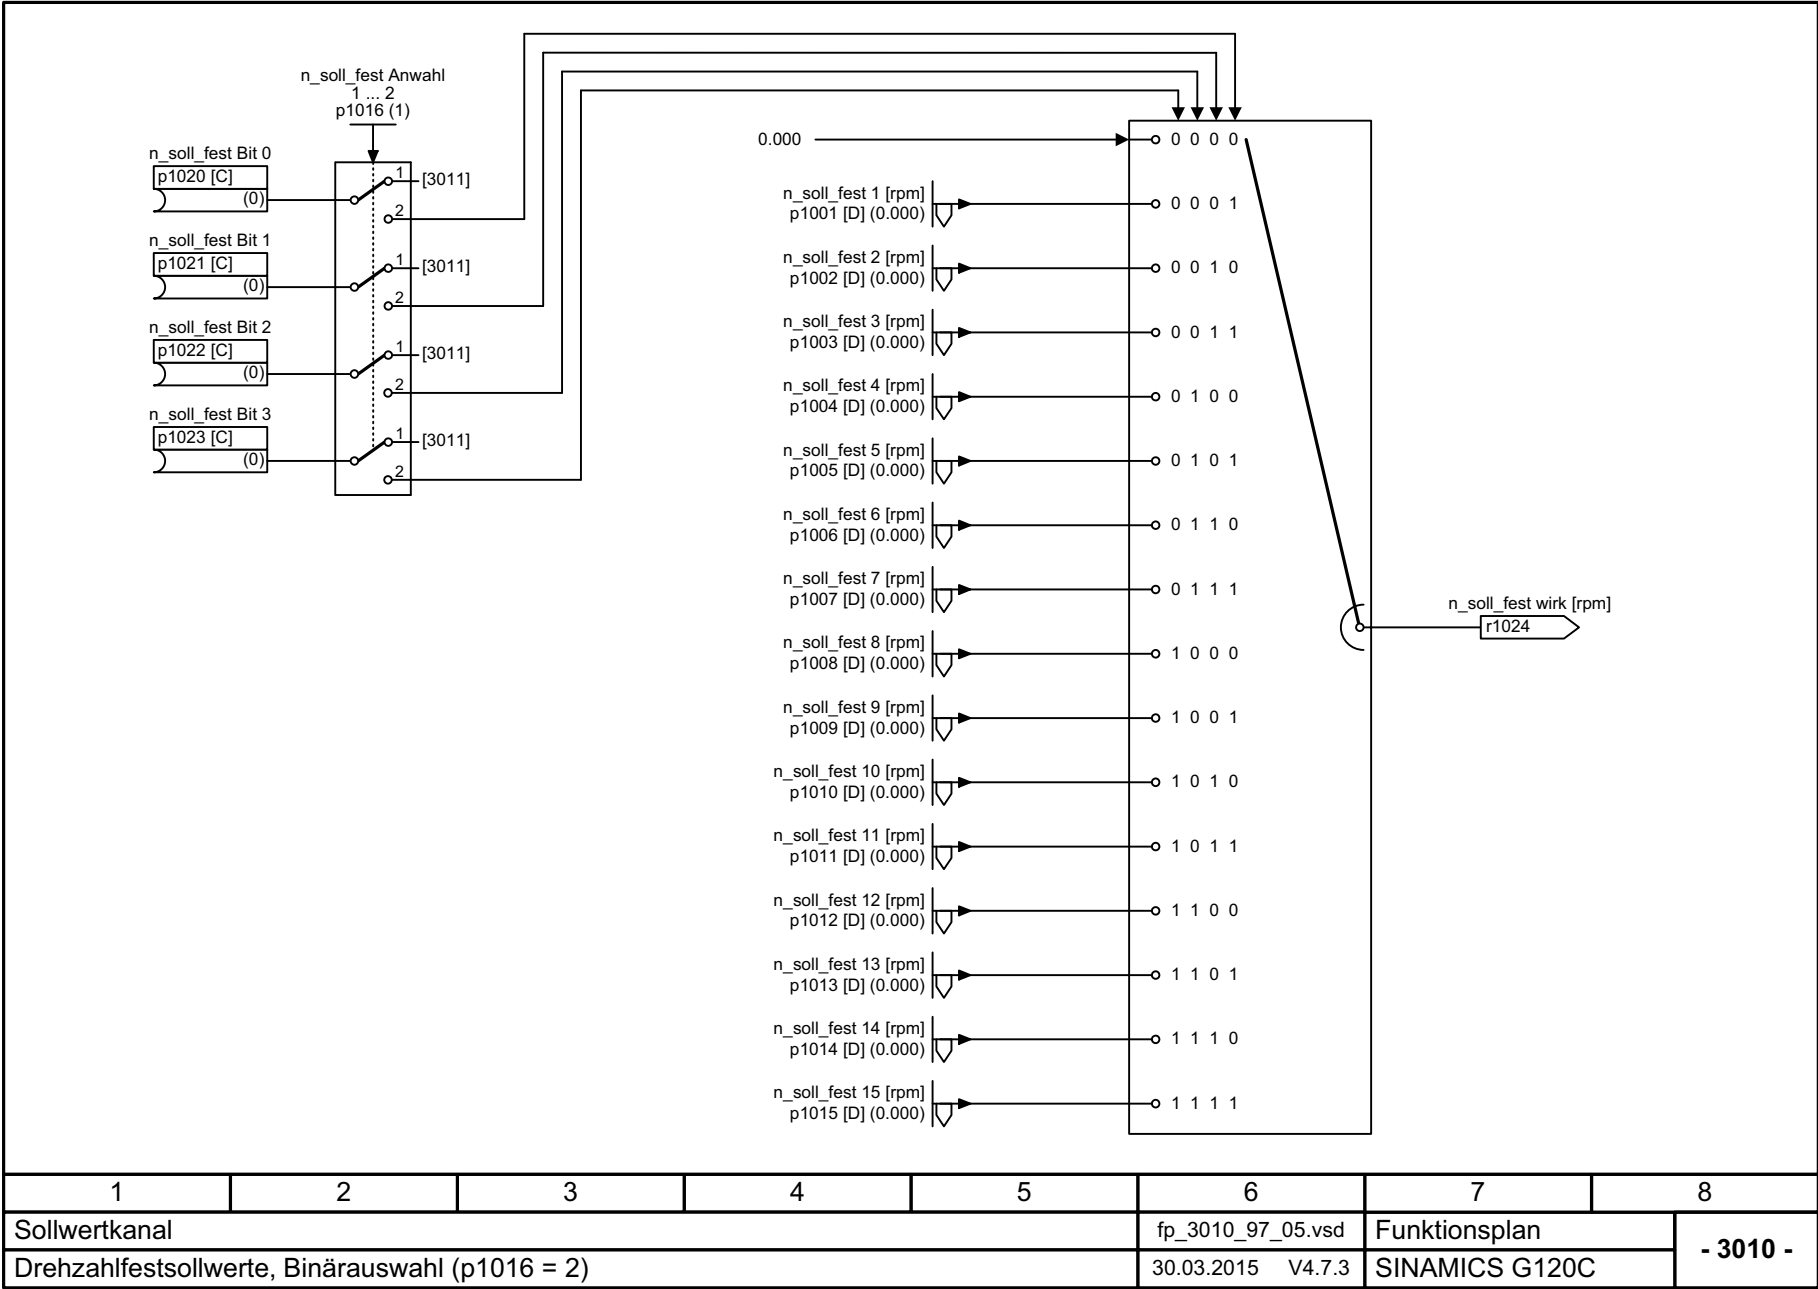 n_soll_fest Anwahl
1 ... 2
p1016 (1)
n_soll_fest Bit 0
p1020 [C]
(0)
1
[3011]
2
n_soll_fest Bit 1
p1021 [C]
(0)
1
[3011]
2
n_soll_fest Bit 2
p1022 [C]
(0)
1
[3011]
2
n_soll_fest Bit 3
p1023 [C]
(0)
1
[3011]
2
0.000
0 0 0 0
n_soll_fest 1 [rpm]
p1001 [D] (0.000)
0 0 0 1
n_soll_fest 2 [rpm]
p1002 [D] (0.000)
0 0 1 0
n_soll_fest 3 [rpm]
p1003 [D] (0.000)
0 0 1 1
n_soll_fest 4 [rpm]
p1004 [D] (0.000)
0 1 0 0
n_soll_fest 5 [rpm]
p1005 [D] (0.000)
0 1 0 1
n_soll_fest 6 [rpm]
p1006 [D] (0.000)
0 1 1 0
n_soll_fest 7 [rpm]
p1007 [D] (0.000)
0 1 1 1
n_soll_fest 8 [rpm]
p1008 [D] (0.000)
1 0 0 0
n_soll_fest 9 [rpm]
p1009 [D] (0.000)
1 0 0 1
n_soll_fest 10 [rpm]
p1010 [D] (0.000)
1 0 1 0
n_soll_fest 11 [rpm]
p1011 [D] (0.000)
1 0 1 1
n_soll_fest 12 [rpm]
p1012 [D] (0.000)
1 1 0 0
n_soll_fest 13 [rpm]
p1013 [D] (0.000)
1 1 0 1
n_soll_fest 14 [rpm]
p1014 [D] (0.000)
1 1 1 0
n_soll_fest 15 [rpm]
p1015 [D] (0.000)
1 1 1 1
n_soll_fest wirk [rpm]
r1024
1 2 3 4 5 6 7 8
Sollwertkanal
fp_3010_97_05.vsd
Funktionsplan
- 3010 -
Drehzahlfestsollwerte, Binärauswahl (p1016 = 2)
30.03.2015 V4.7.3
SINAMICS G120C